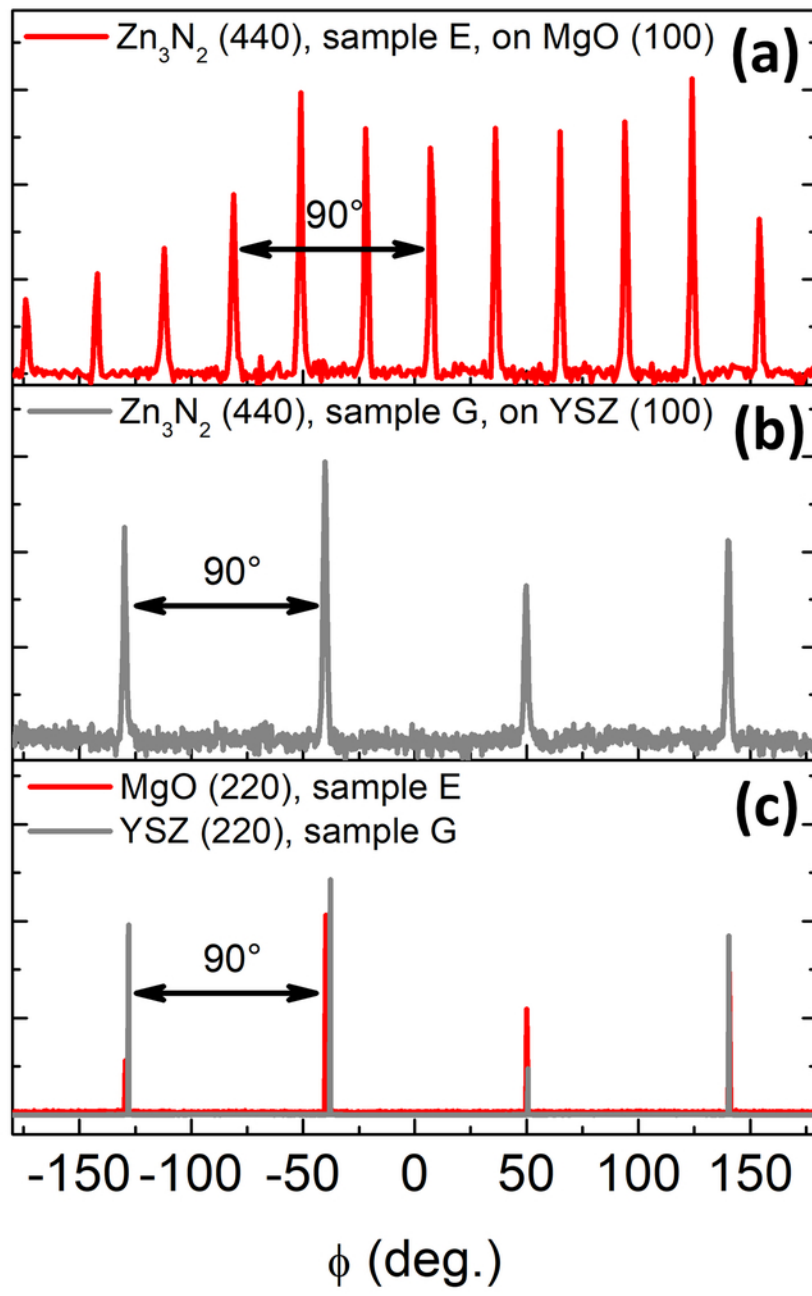 Zn₃N₂ (440), sample E, on MgO (100) (a)
90°
Zn₃N₂ (440), sample G, on YSZ (100) (b)
90°
MgO (220), sample E (c)
YSZ (220), sample G
90°
-150 -100 -50 0 50 100 150
ϕ (deg.)